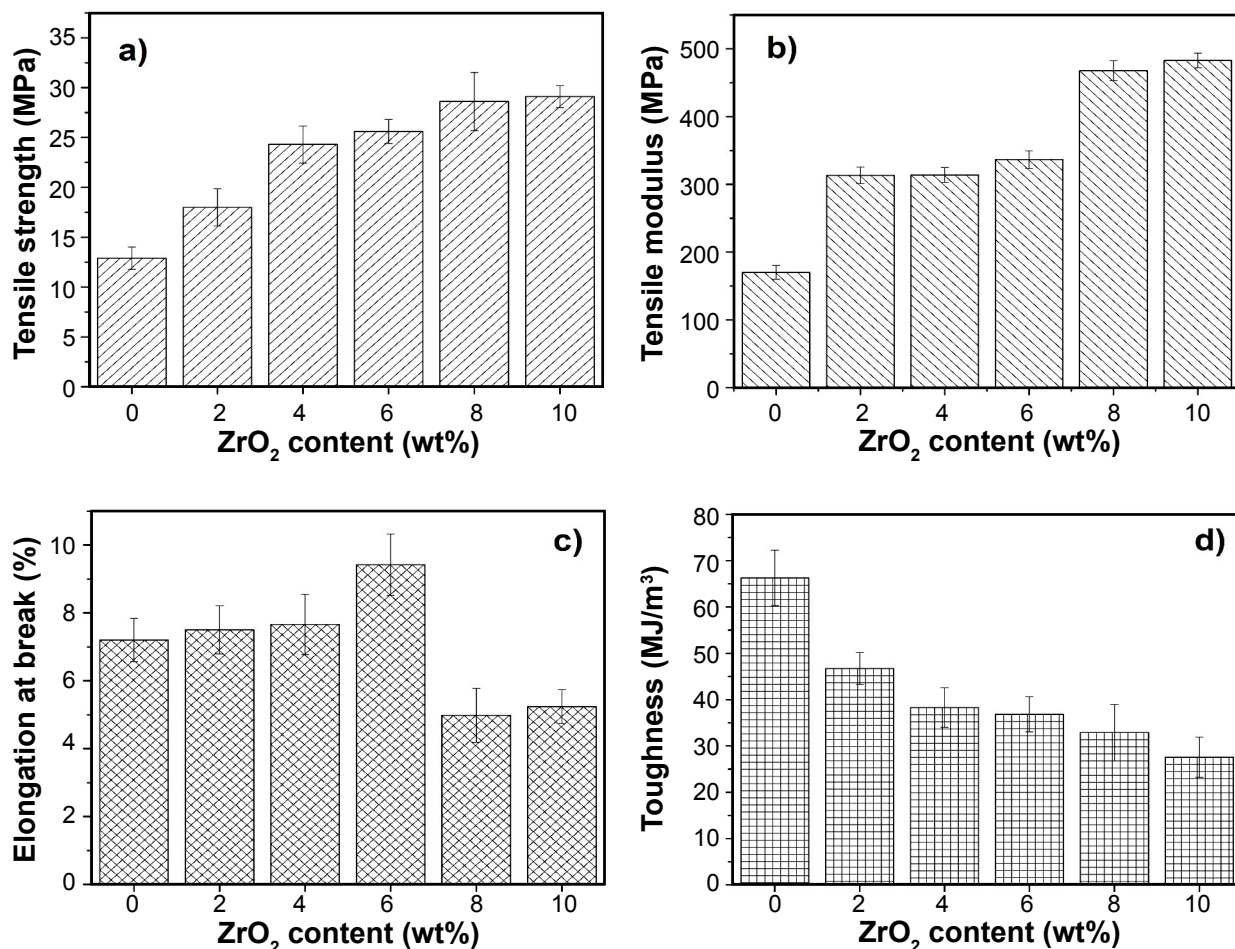 a)
Tensile strength (MPa)
35
30
25
20
15
10
5
0
0 2 4 6 8 10
ZrO₂ content (wt%)
b)
Tensile modulus (MPa)
500
400
300
200
100
0
0 2 4 6 8 10
ZrO₂ content (wt%)
c)
Elongation at break (%)
10
8
6
4
2
0
0 2 4 6 8 10
ZrO₂ content (wt%)
d)
Toughness (MJ/m³)
80
70
60
50
40
30
20
10
0
0 2 4 6 8 10
ZrO₂ content (wt%)